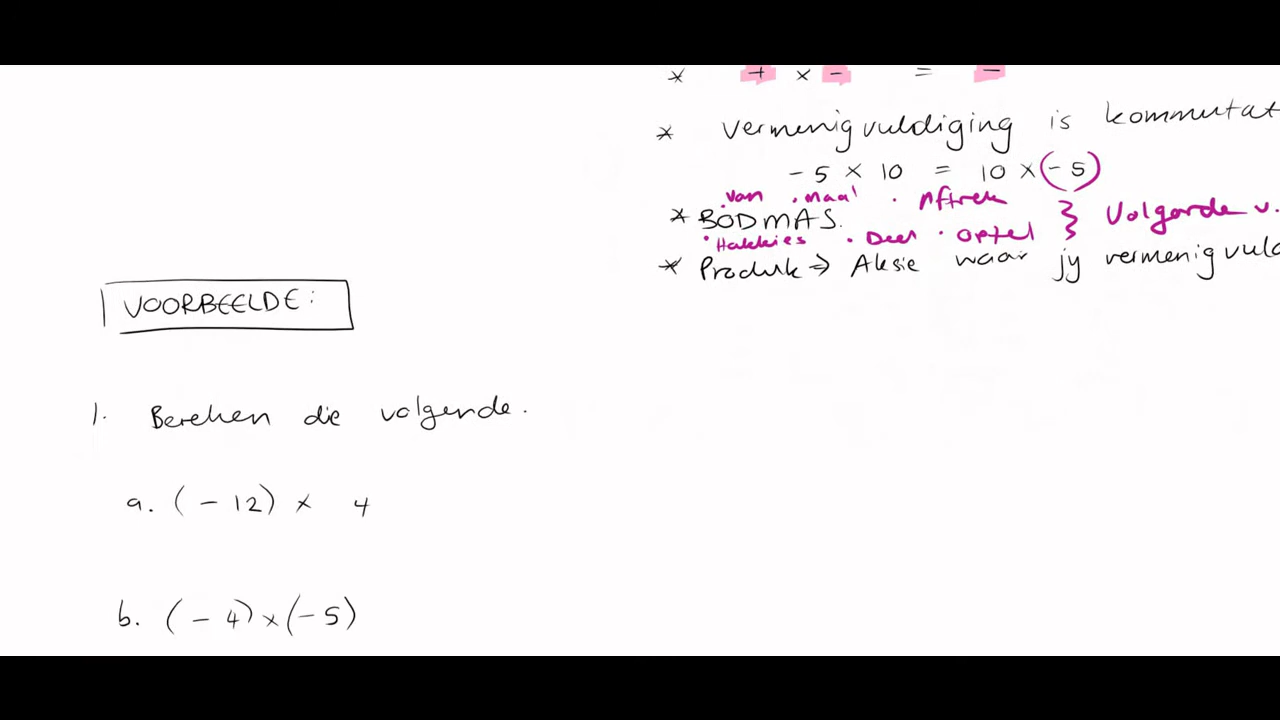 * + × - = -
* Vermenigvuldiging is kommutat
-5 × 10 = 10 × (-5)
.van .maal . Aftrek
* BODMAS. } Volgorde v.
.Hakkies . Deel . Optel
* Produk ⇒ Aksie waar jy vermenigvuld
VOORBEELDE:
1. Bereken die volgende.
a. (-12) × 4
b. (-4)×(-5)